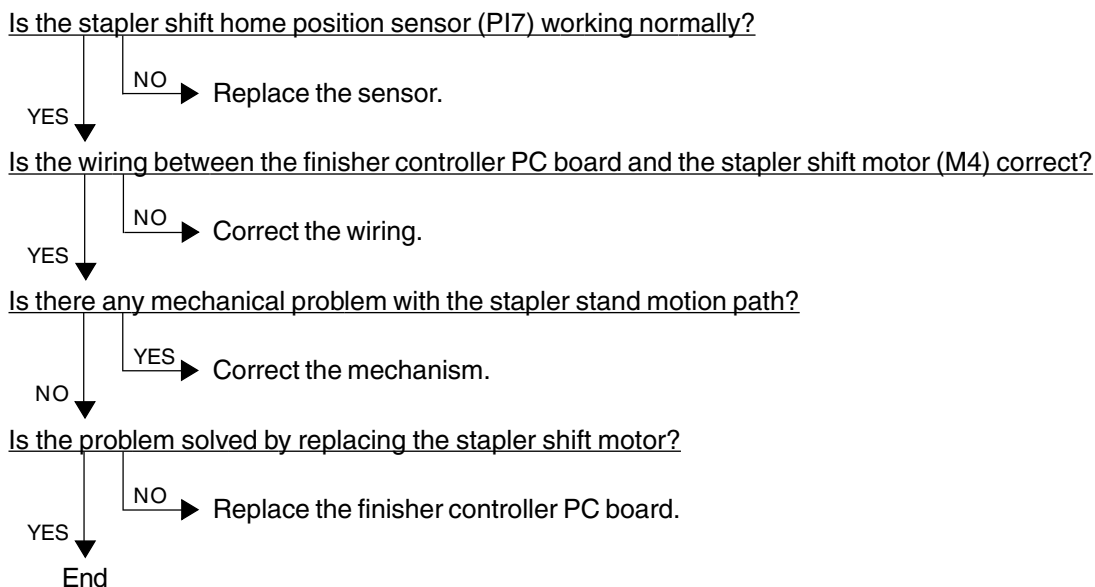 Is the stapler shift home position sensor (PI7) working normally?
NO
Replace the sensor.
YES
Is the wiring between the finisher controller PC board and the stapler shift motor (M4) correct?
NO
Correct the wiring.
YES
Is there any mechanical problem with the stapler stand motion path?
YES
Correct the mechanism.
NO
Is the problem solved by replacing the stapler shift motor?
NO
Replace the finisher controller PC board.
YES
End